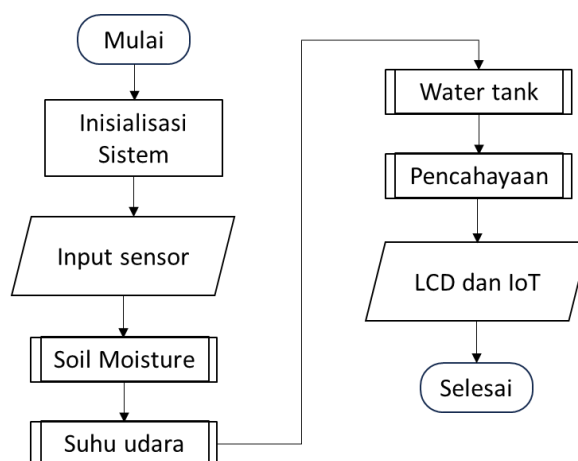 Mulai
Inisialisasi
Sistem
Input sensor
Soil Moisture
Suhu udara
Water tank
Pencahayaan
LCD dan IoT
Selesai